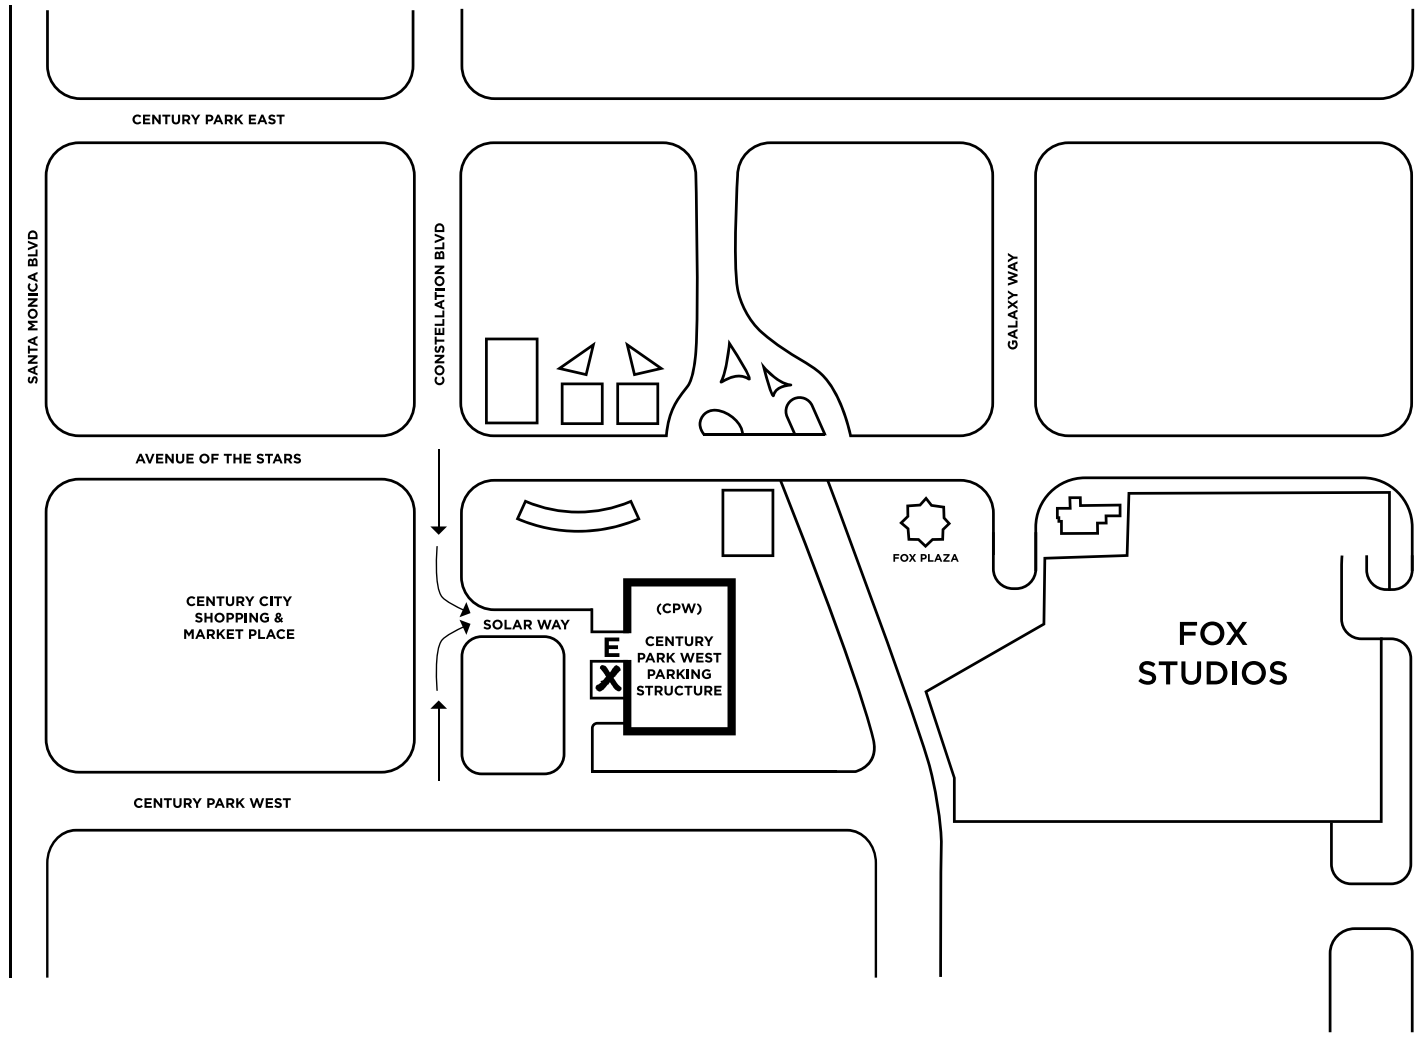 CENTURY PARK EAST
SANTA MONICA BLVD
CONSTELLATION BLVD
GALAXY WAY
AVENUE OF THE STARS
FOX PLAZA
CENTURY CITY
SHOPPING &
MARKET PLACE
SOLAR WAY
(CPW)
E
CENTURY
PARK WEST
PARKING
STRUCTURE
X
FOX
STUDIOS
CENTURY PARK WEST